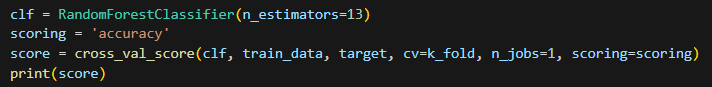 clf = RandomForestClassifier(n_estimators=13)
scoring = 'accuracy'
score = cross_val_score(clf, train_data, target, cv=k_fold, n_jobs=1, scoring=scoring)
print(score)